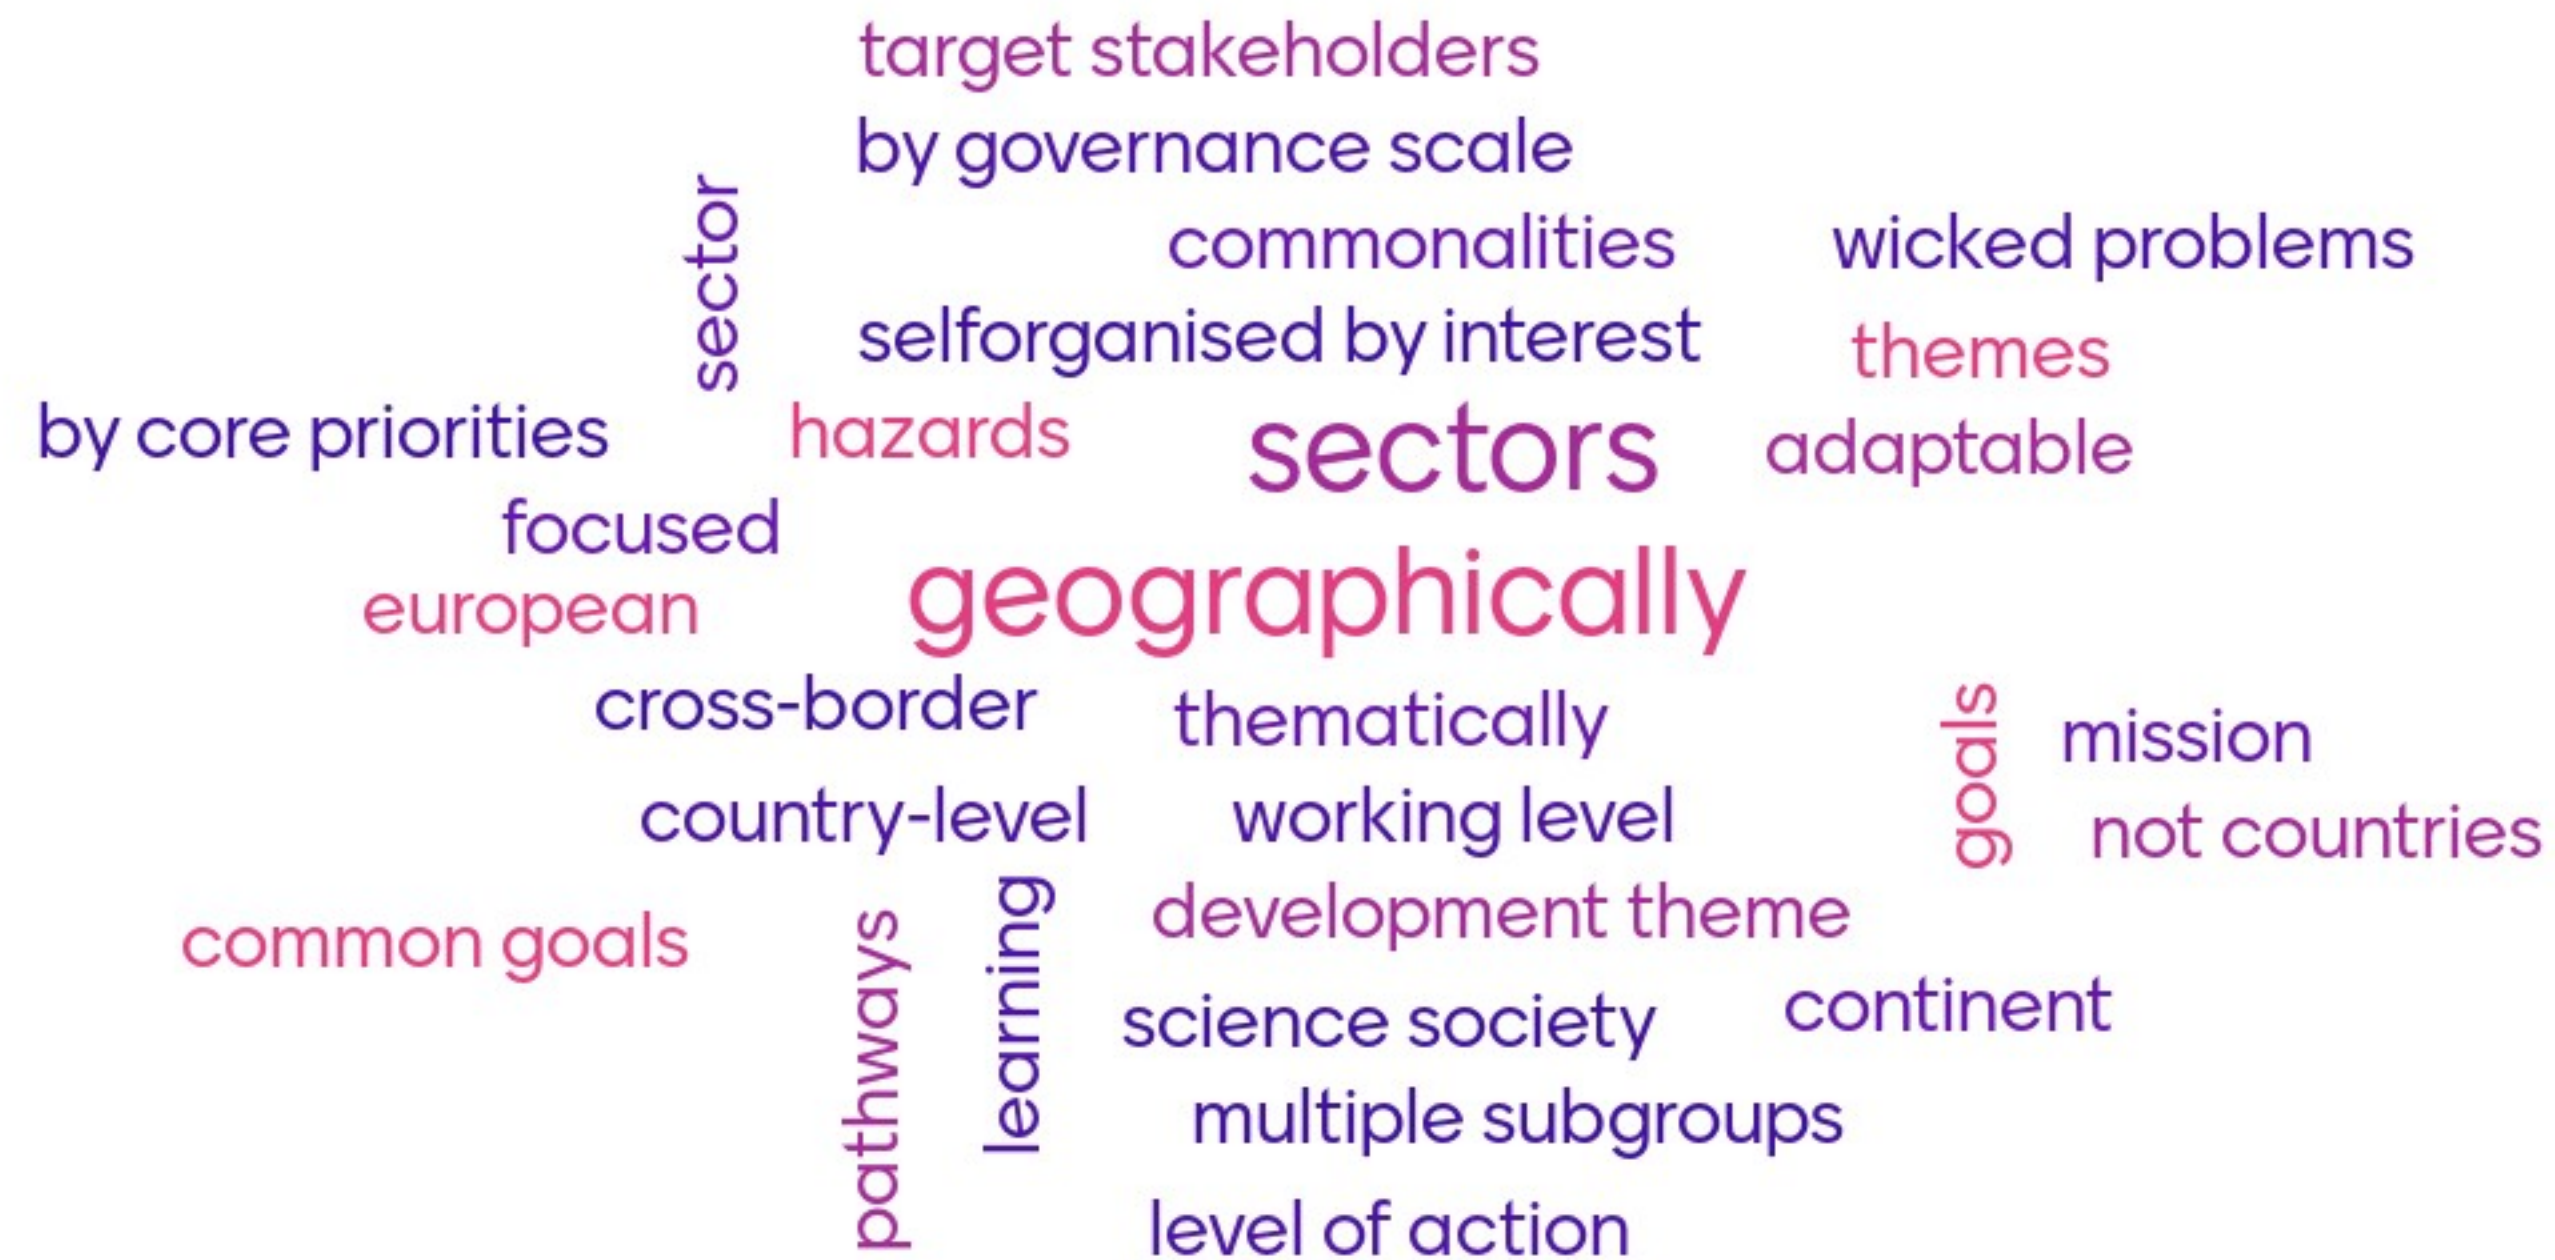 target stakeholders
by governance scale
sector
commonalities
wicked problems
selforganised by interest
themes
by core priorities
hazards
sectors
adaptable
focused
geographically
european
cross-border
thematically
goals
mission
country-level
working level
not countries
common goals
pathways
learning
development theme
science society
continent
multiple subgroups
level of action